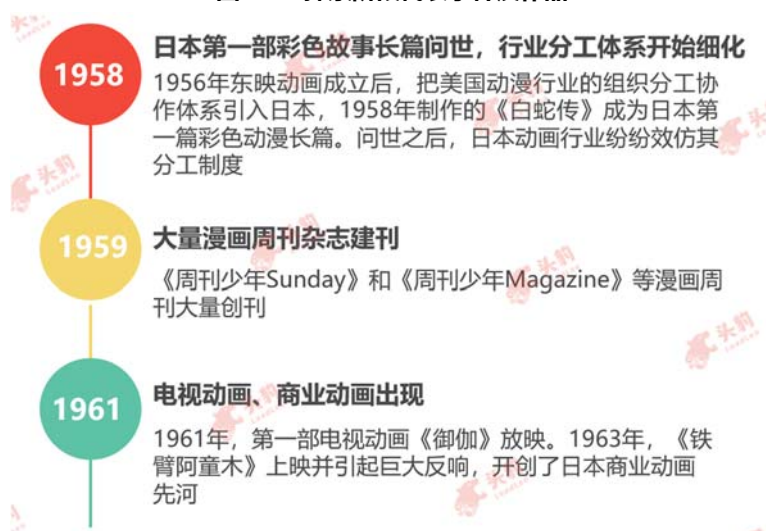 1958
日本第一部彩色故事长篇问世，行业分工体系开始细化
1956年东映动画成立后，把美国动漫行业的组织分工协
作体系引入日本，1958年制作的《白蛇传》成为日本第
一篇彩色动漫长篇。问世之后，日本动画行业纷纷效仿其
分工制度
1959
大量漫画周刊杂志建刊
《周刊少年Sunday》和《周刊少年Magazine》等漫画周
刊大量创刊
1961
电视动画、商业动画出现
1961年，第一部电视动画《御伽》放映。1963年，《铁
臂阿童木》上映并引起巨大反响，开创了日本商业动画
先河
头豹
LeadLeo